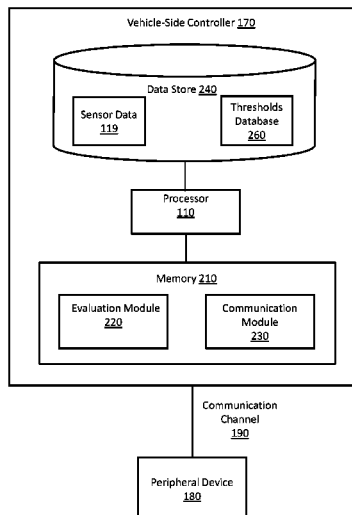 Vehicle-Side Controller 170
Data Store 240
Sensor Data
119
Thresholds
Database
260
Processor
110
Memory 210
Evaluation Module
220
Communication
Module
230
Communication
Channel
190
Peripheral Device
180